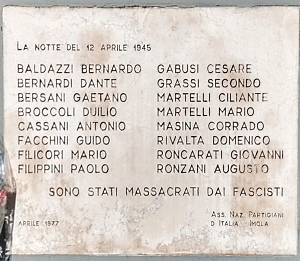 LA NOTTE DEL 12 APRILE 1945
BALDAZZI BERNARDO
BERNARDI DANTE
BERSANI GAETANO
BROCCOLI DUILIO
CASSANI ANTONIO
FACCHINI GUIDO
FILICORI MARIO
FILIPPINI PAOLO
GABUSI CESARE
GRASSI SECONDO
MARTELLI CILIANTE
MARTELLI MARIO
MASINA CORRADO
RIVALTA DOMENICO
RONCARATI GIOVANNI
RONZANI AUGUSTO
SONO STATI MASSACRATI DAI FASCISTI
APRILE 1977
ASS. NAZ. PARTIGIANI
D'ITALIA - IMOLA